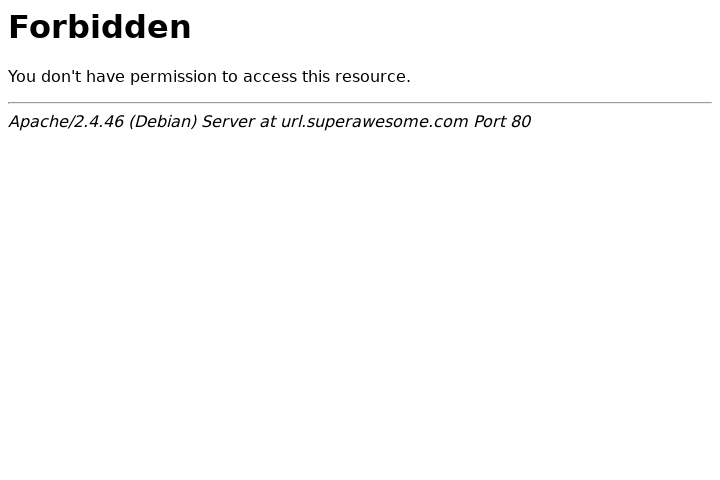 Forbidden
You don't have permission to access this resource.
Apache/2.4.46 (Debian) Server at url.superawesome.com Port 80